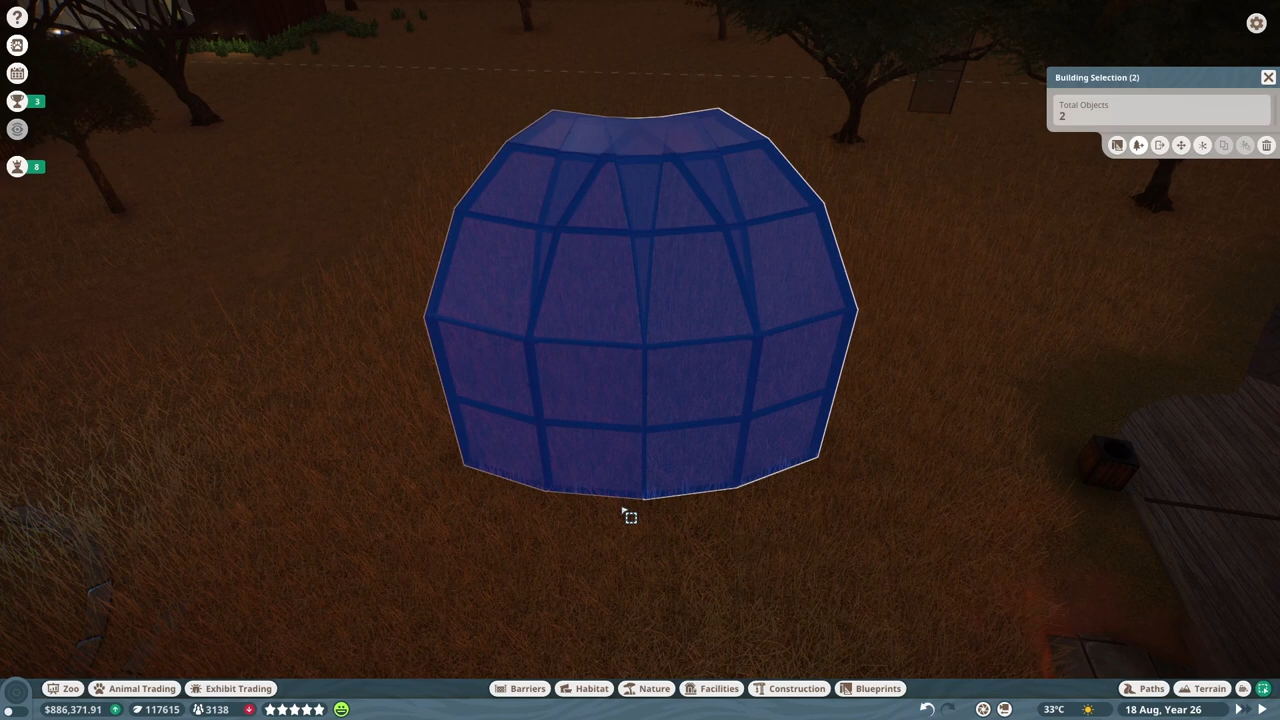 ?
3
8
Building Selection (2)
Total Objects
2
Zoo
Animal Trading
Exhibit Trading
Barriers
Habitat
Nature
Facilities
Construction
Blueprints
Paths
Terrain
$886,371.91
117615
3138
33°C
18 Aug, Year 26